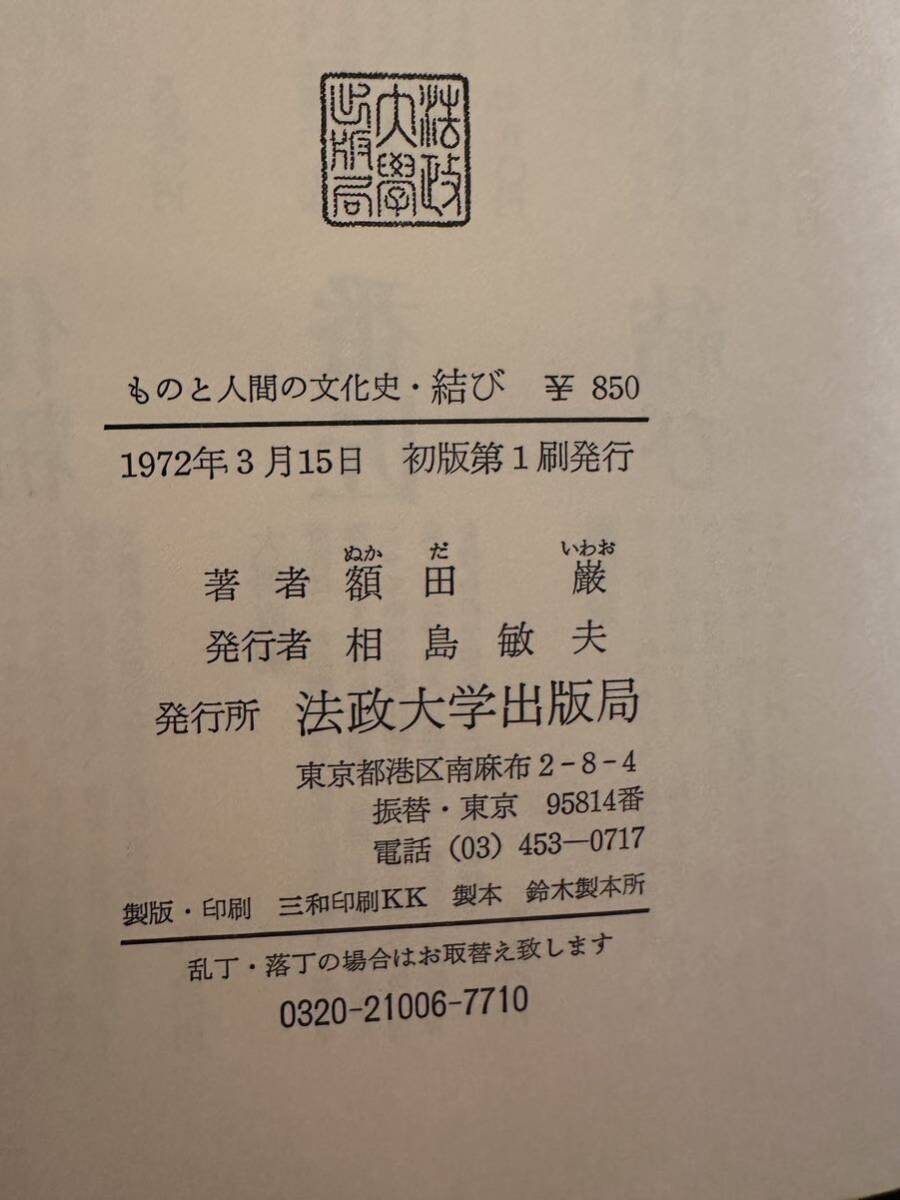 法政
大學
出版局
ものと人間の文化史・結び ¥ 850
1972年3月15日 初版第1刷発行
ぬか だ いわお
著者 額田 巌
発行者 相島敏夫
発行所 法政大学出版局
東京都港区南麻布2-8-4
振替・東京 95814番
電話 (03) 453―0717
製版・印刷 三和印刷KK 製本 鈴木製本所
乱丁・落丁の場合はお取替え致します
0320-21006-7710